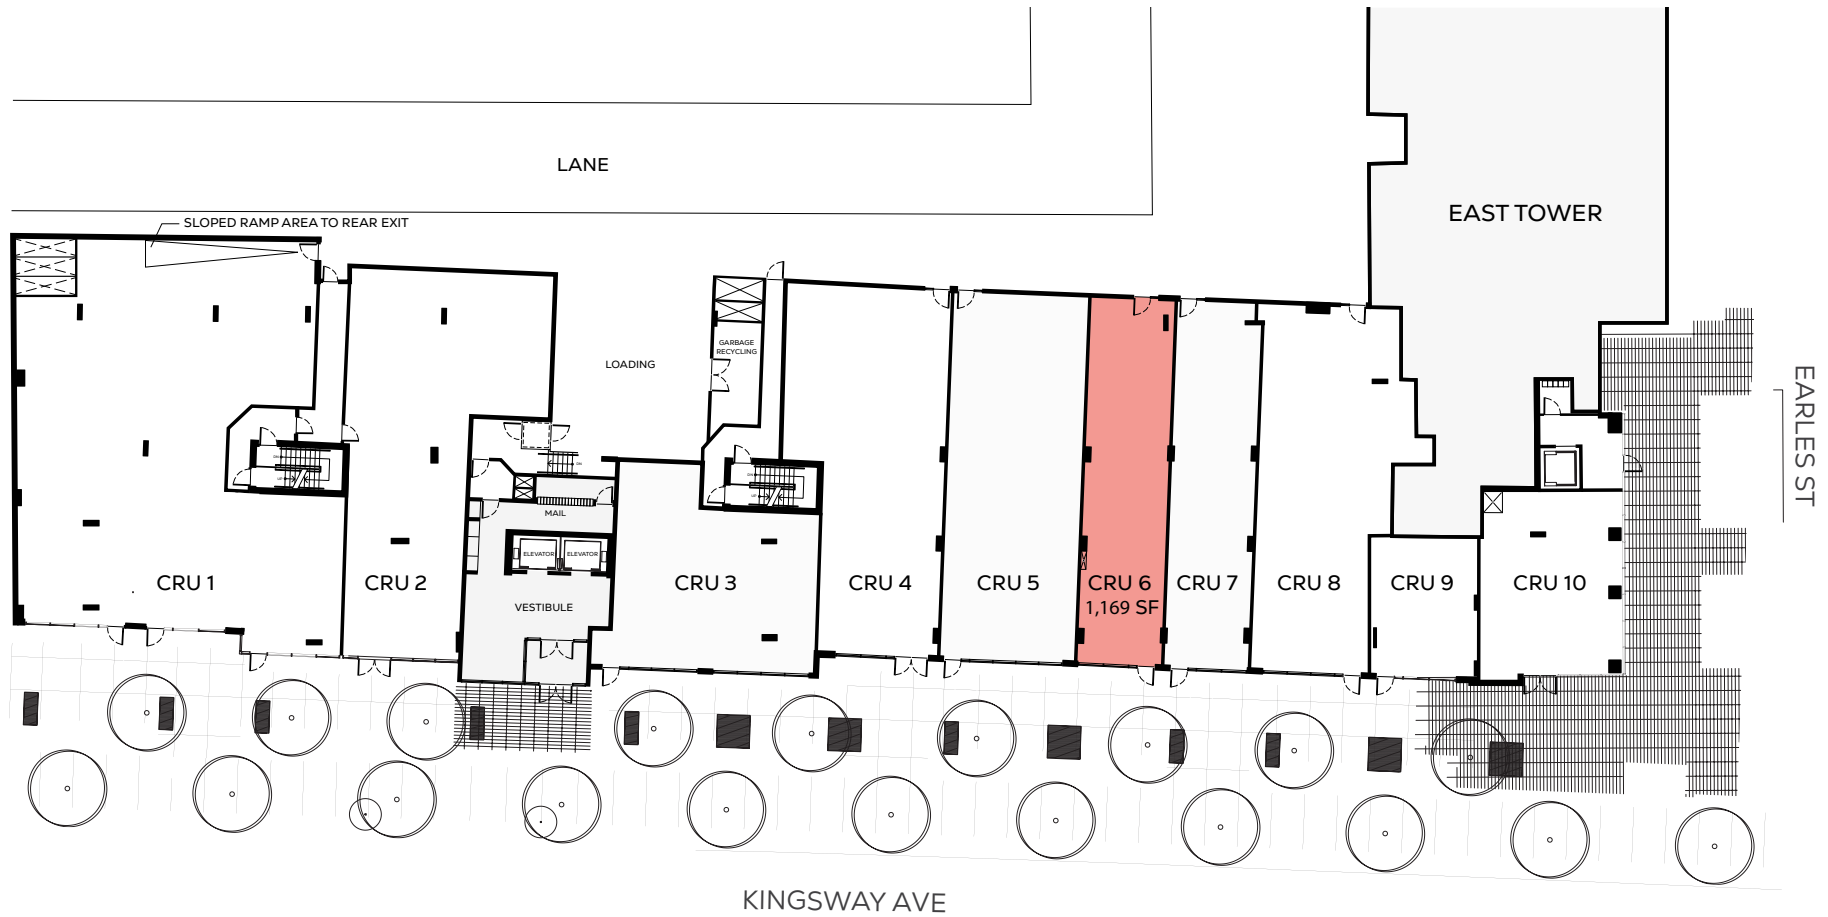 LANE
SLOPED RAMP AREA TO REAR EXIT
EAST TOWER
GARBAGE
RECYCLING
LOADING
EARLES ST
MAIL
ELEVATOR
ELEVATOR
CRU 1
CRU 2
CRU 3
CRU 4
CRU 5
CRU 6
1,169 SF
CRU 7
CRU 8
CRU 9
CRU 10
VESTIBULE
KINGSWAY AVE